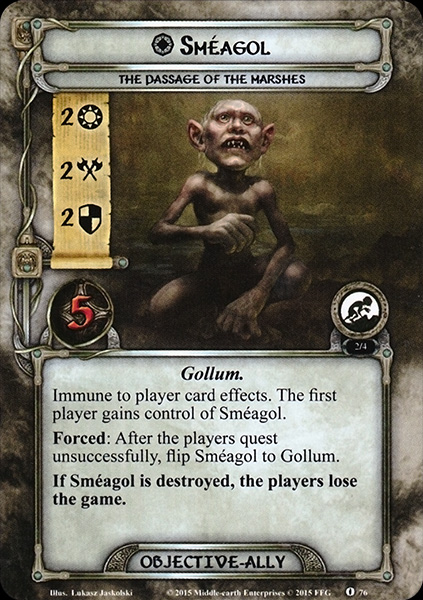 Sméagol
THE PASSAGE OF THE MARSHES
2
2
2
5
2/4
Gollum.
Immune to player card effects. The first
player gains control of Sméagol.
Forced: After the players quest
unsuccessfully, flip Sméagol to Gollum.
If Sméagol is destroyed, the players lose
the game.
OBJECTIVE-ALLY
Illus. Lukasz Jaskolski
©2015 Middle-earth Enterprises © 2015 FFG
76